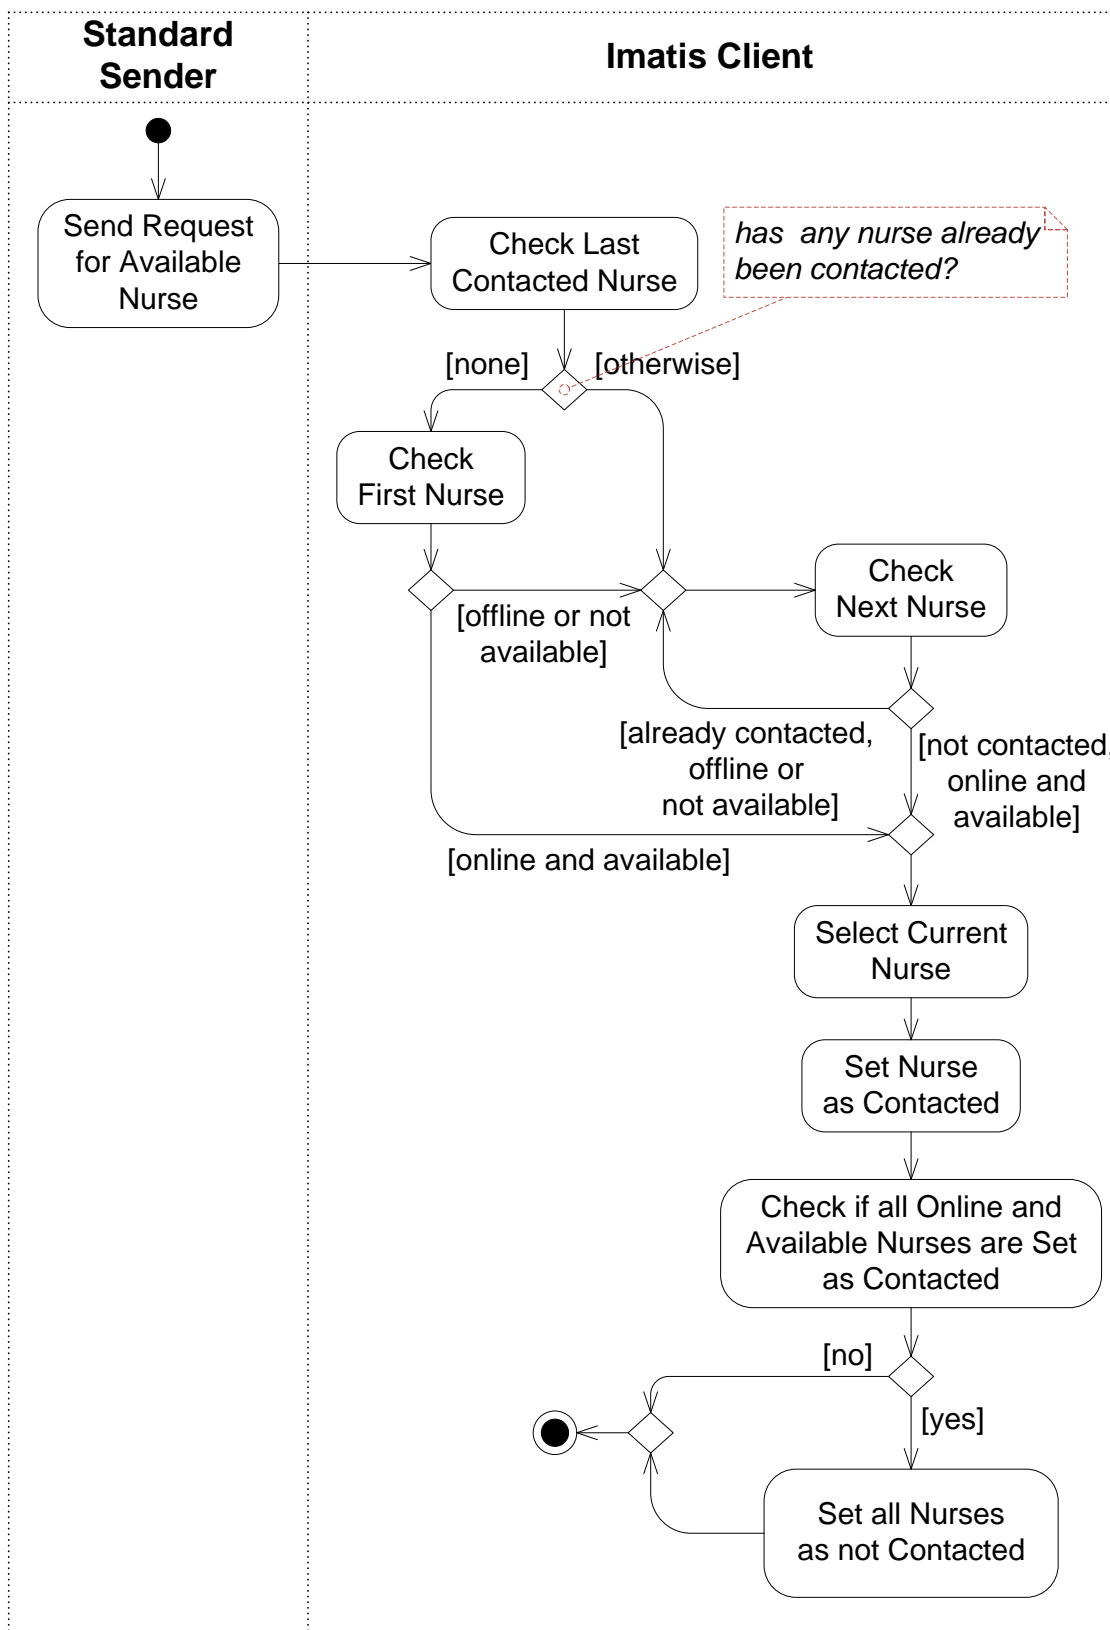 Standard
Sender
Imatis Client
Send Request
for Available
Nurse
Check Last
Contacted Nurse
has  any nurse already
been contacted?
[none]
[otherwise]
Check
First Nurse
Check
Next Nurse
[offline or not
available]
[already contacted,
offline or
not available]
[not contacted,
online and
available]
[online and available]
Select Current
Nurse
Set Nurse
as Contacted
Check if all Online and
Available Nurses are Set
as Contacted
[no]
[yes]
Set all Nurses
as not Contacted